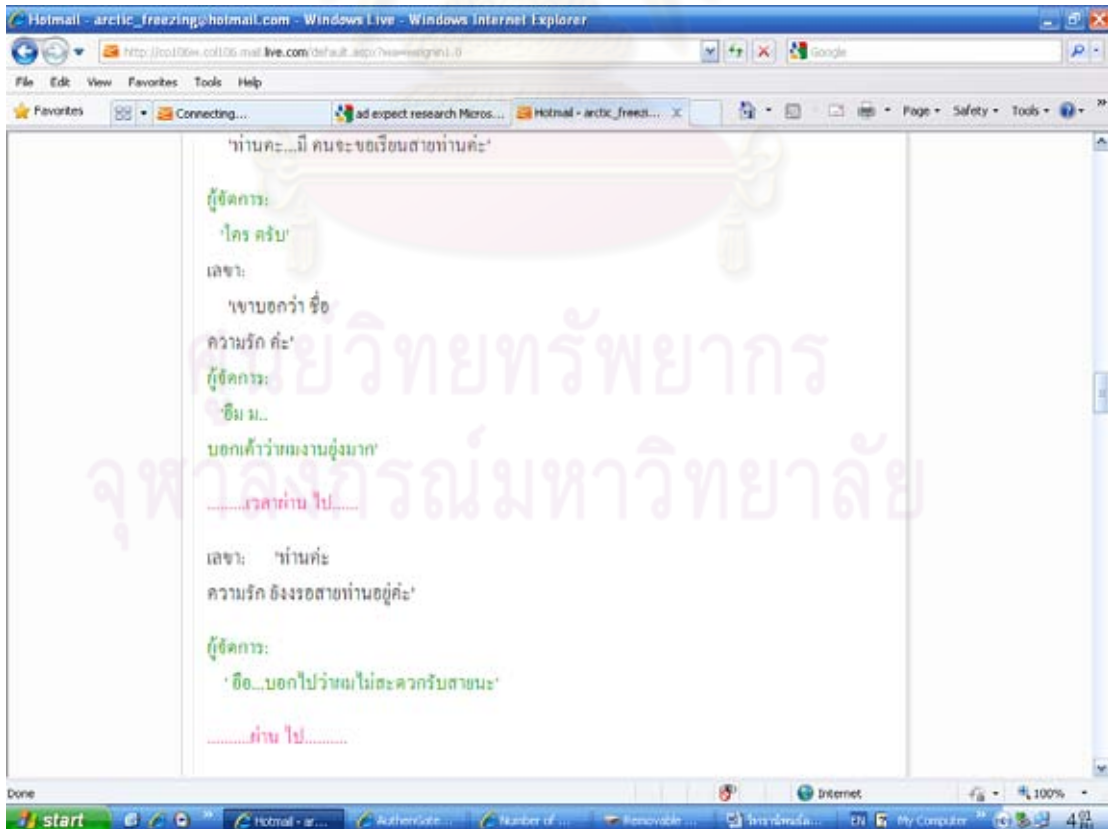 Hotmail - arctic_freezing@hotmail.com - Windows Live - Windows Internet Explorer
Google
File Edit View Favorites Tools Help
Favorites Connecting... ad expect research Micros... Hotmail - arctic_freezi... Page Safety Tools
'ท่านคะ...มี คนจะขอเรียนสายท่านค่ะ'
ผู้จัดการ:
'ใคร ครับ'
เลขา:
'เขาบอกว่า ชื่อ
ความรัก ค่ะ'
ผู้จัดการ:
'อืม ม..
บอกเค้าว่าผมงานยุ่งมาก'
.........เวลาผ่าน ไป......
เลขา: 'ท่านค่ะ
ความรัก ยังรอสายท่านอยู่ค่ะ'
ผู้จัดการ:
' อือ...บอกไปว่าผมไม่สะดวกรับสายนะ'
...........ผ่าน ไป...........
ศูนย์วิทยทรัพยากร
จุฬาลงกรณ์มหาวิทยาลัย
Done Internet 100%
start Hotmail - ar... AuthenGate ... Number of ... Removable ... EN My Computer